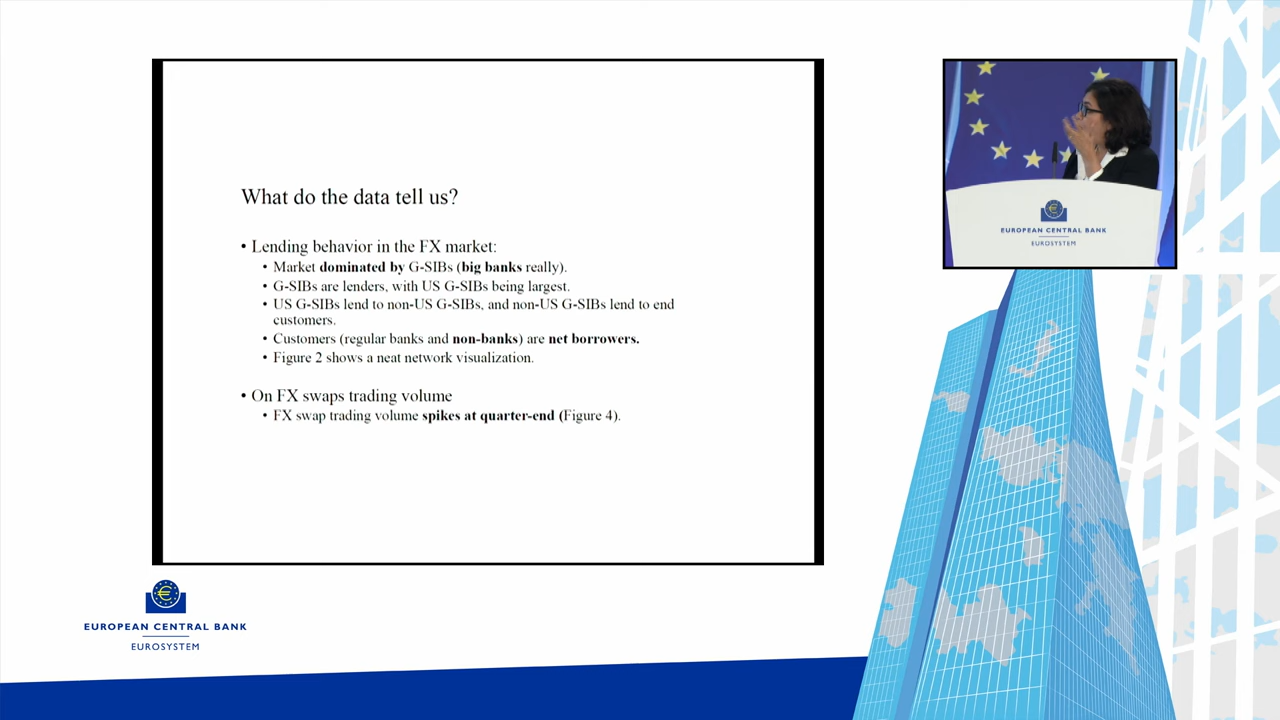 What do the data tell us?
• Lending behavior in the FX market:
• Market dominated by G-SIBs (big banks really).
• G-SIBs are lenders, with US G-SIBs being largest.
• US G-SIBs lend to non-US G-SIBs, and non-US G-SIBs lend to end
customers.
• Customers (regular banks and non-banks) are net borrowers.
• Figure 2 shows a neat network visualization.
• On FX swaps trading volume
• FX swap trading volume spikes at quarter-end (Figure 4).
EUROPEAN CENTRAL BANK
EUROSYSTEM
EUROPEAN CENTRAL BANK
EUROSYSTEM